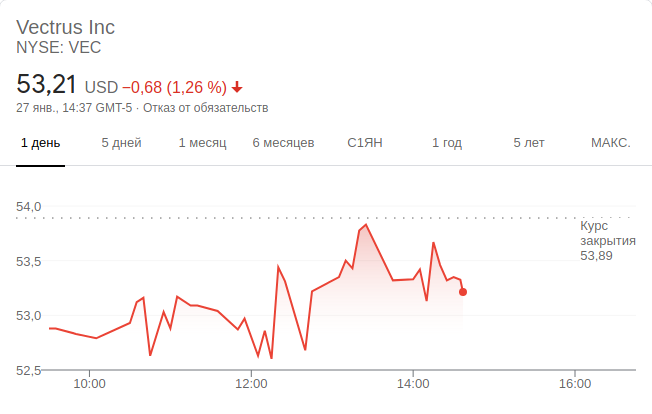 Vectrus Inc
NYSE: VEC
53,21 USD −0,68 (1,26 %)
27 янв., 14:37 GMT-5 · Отказ от обязательств
1 день 5 дней 1 месяц 6 месяцев С1ЯН 1 год 5 лет МАКС.
54,0
Курс
закрытия
53,89
53,5
53,0
52,5
10:00 12:00 14:00 16:00